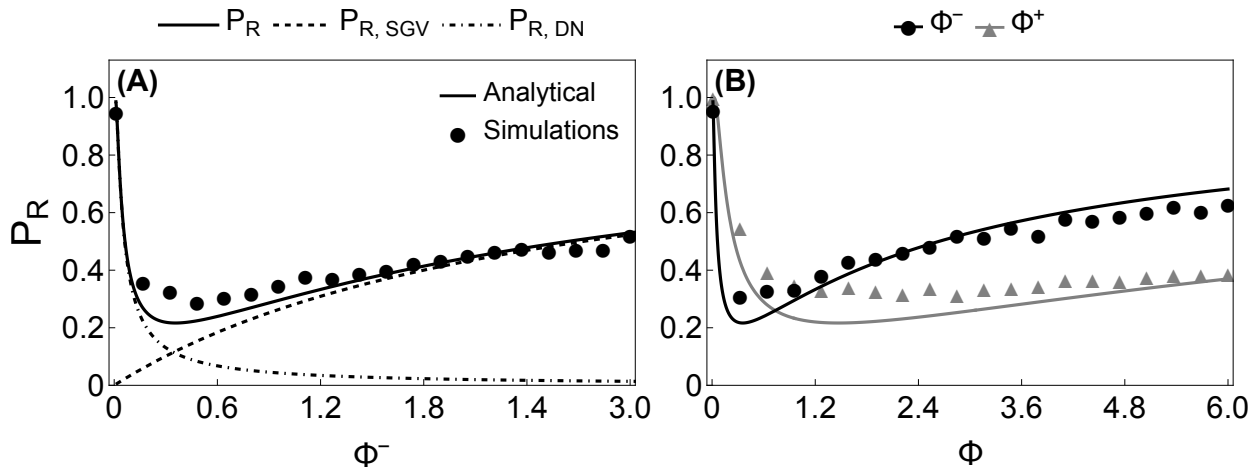 P_R P_R, SGV P_R, DN
Φ⁻ Φ⁺
(A)
Analytical
Simulations
1.0
0.8
0.6
0.4
0.2
0
P_R
0 0.6 1.2 1.8 1.4 3.0
Φ⁻
(B)
1.0
0.8
0.6
0.4
0.2
0
0 1.2 2.4 3.6 4.8 6.0
Φ